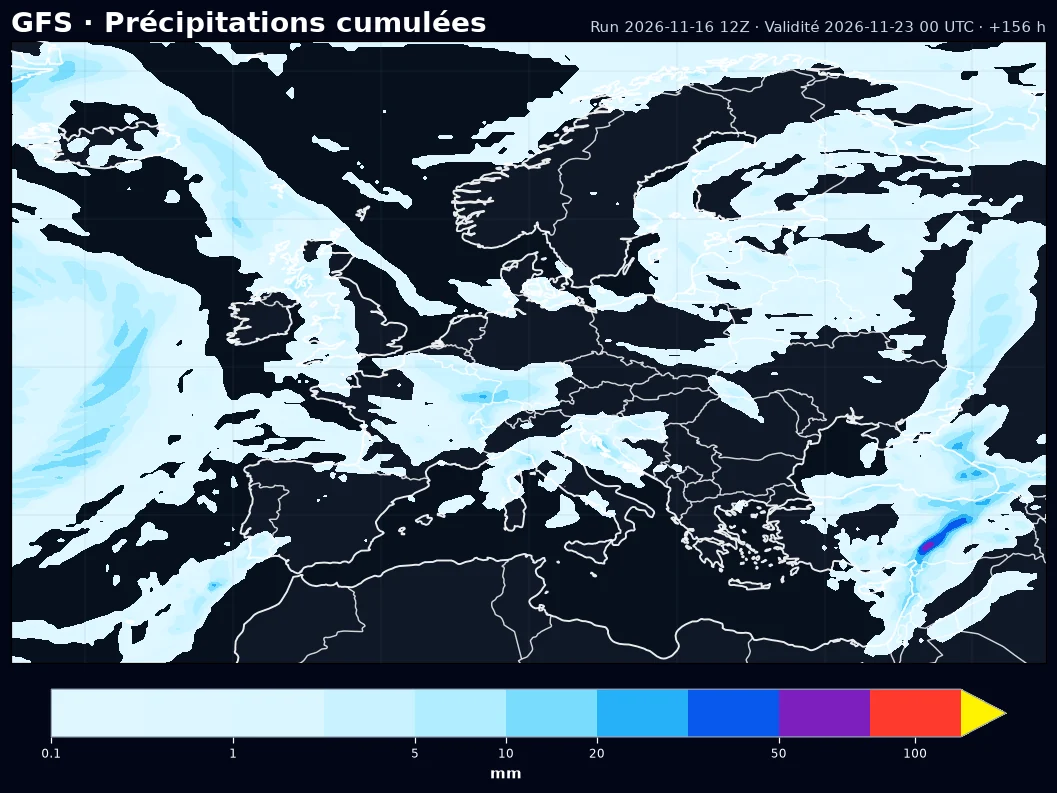 GFS · Précipitations cumulées
Run 2026-11-16 12Z · Validité 2026-11-23 00 UTC · +156 h
0.1 1 5 10 20 50 100
mm